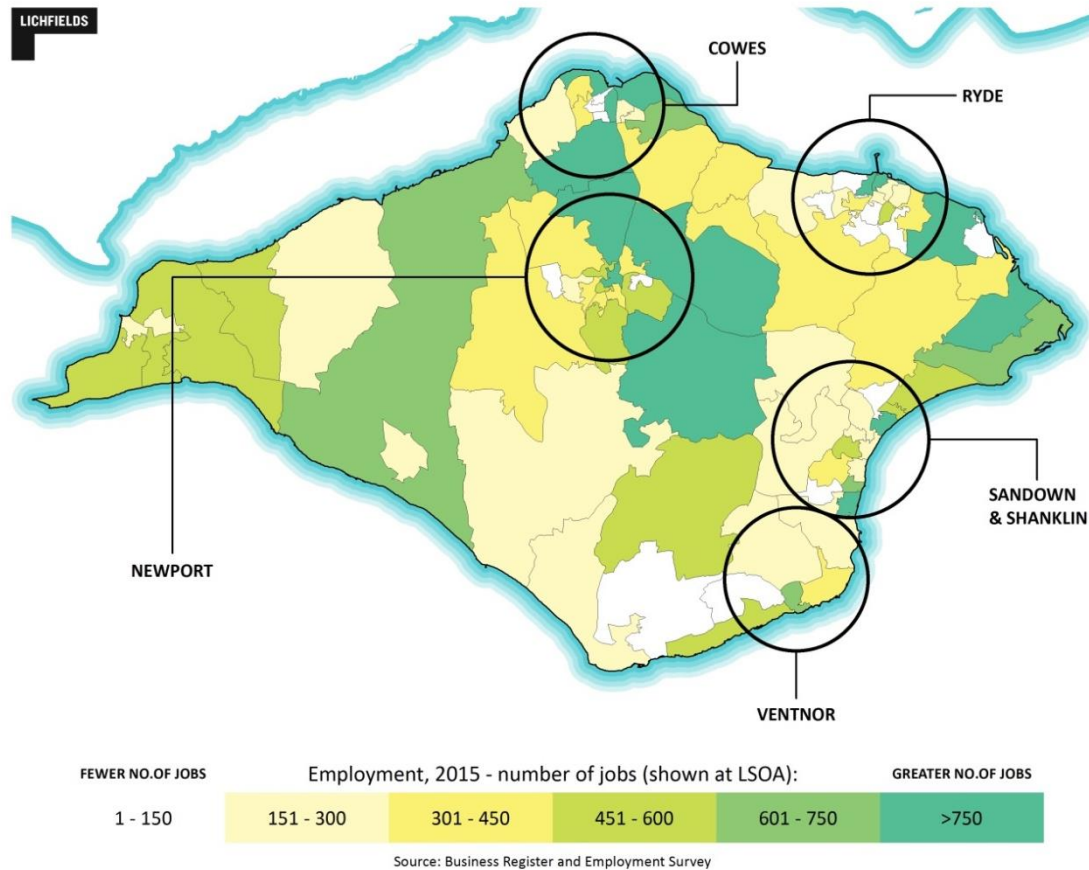 LICHFIELDS
COWES
RYDE
SANDOWN
& SHANKLIN
NEWPORT
VENTNOR
FEWER NO.OF JOBS
Employment, 2015 - number of jobs (shown at LSOA):
GREATER NO.OF JOBS
1 - 150
151 - 300
301 - 450
451 - 600
601 - 750
>750
Source: Business Register and Employment Survey